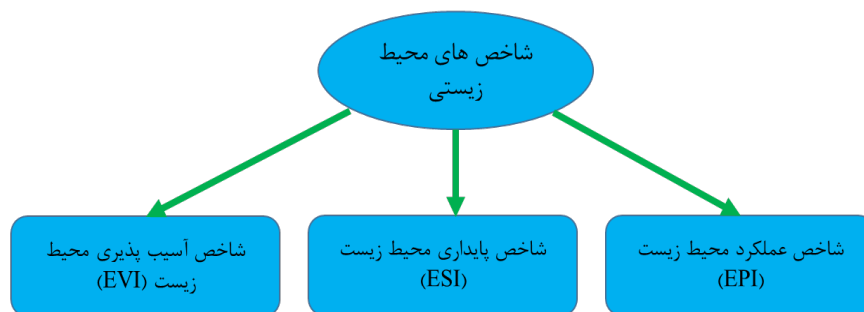 شاخص های محیط
زیستی
شاخص عملکرد محیط زیست
(EPI)
شاخص پایداری محیط زیست
(ESI)
شاخص آسیب پذیری محیط
زیست (EVI)